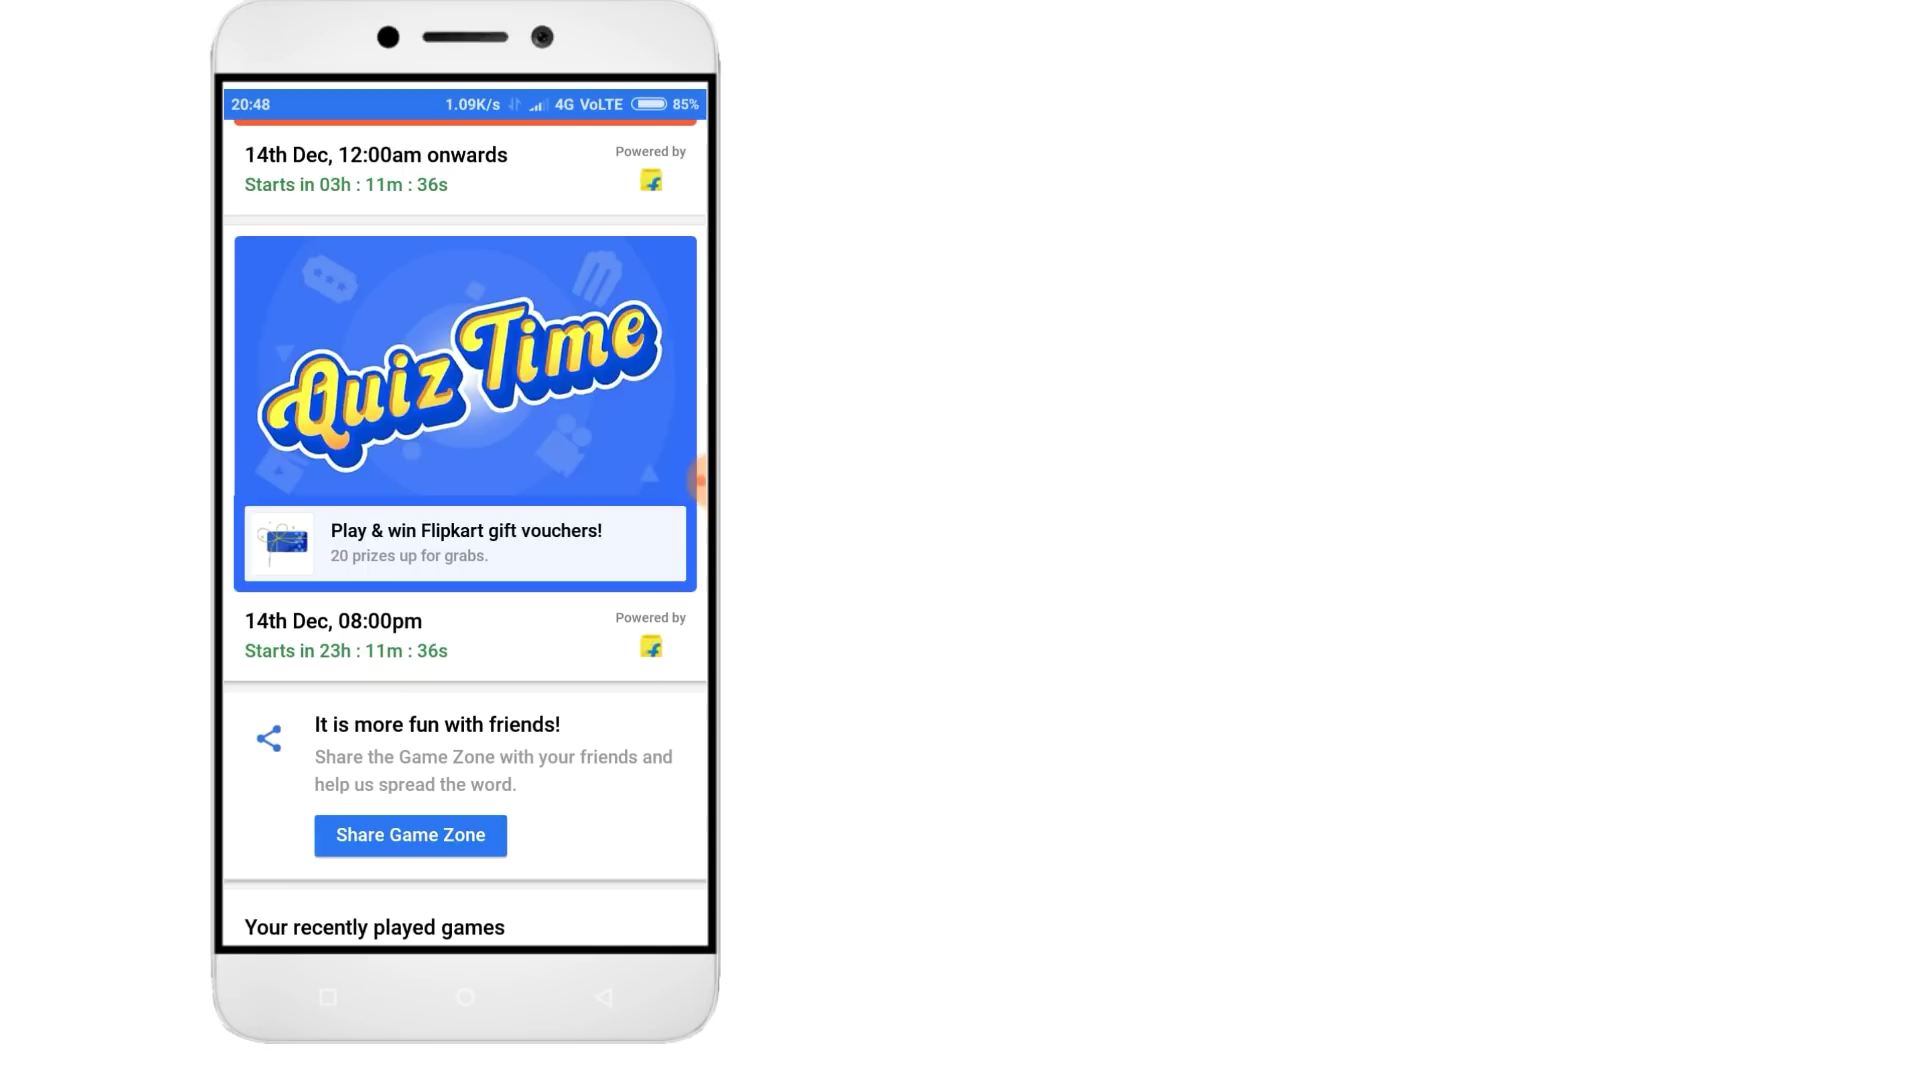 20:48 1.09K/s 4G VoLTE 85%
14th Dec, 12:00am onwards
Powered by
Starts in 03h : 11m : 36s
Quiz Time
Play & win Flipkart gift vouchers!
20 prizes up for grabs.
14th Dec, 08:00pm
Powered by
Starts in 23h : 11m : 36s
It is more fun with friends!
Share the Game Zone with your friends and
help us spread the word.
Share Game Zone
Your recently played games